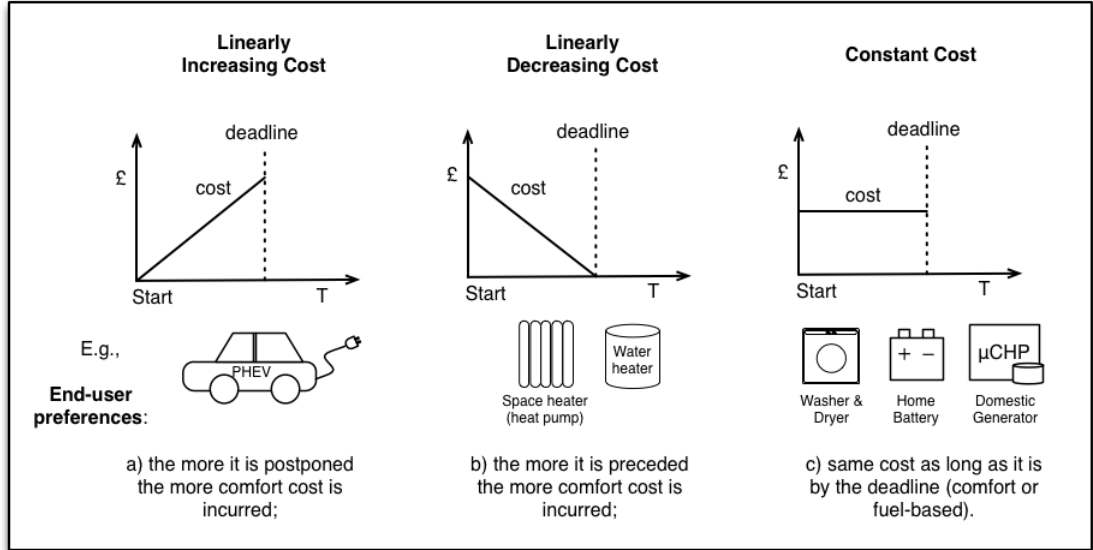 Linearly
Increasing Cost
deadline
£
cost
Start
T
Linearly
Decreasing Cost
deadline
£
cost
Start
T
Constant Cost
deadline
£
cost
Start
T
E.g.,
PHEV
Space heater
(heat pump)
Water
heater
Washer &
Dryer
+ −
Home
Battery
µCHP
Domestic
Generator
End-user
preferences:
a) the more it is postponed
the more comfort cost is
incurred;
b) the more it is preceded
the more comfort cost is
incurred;
c) same cost as long as it is
by the deadline (comfort or
fuel-based).